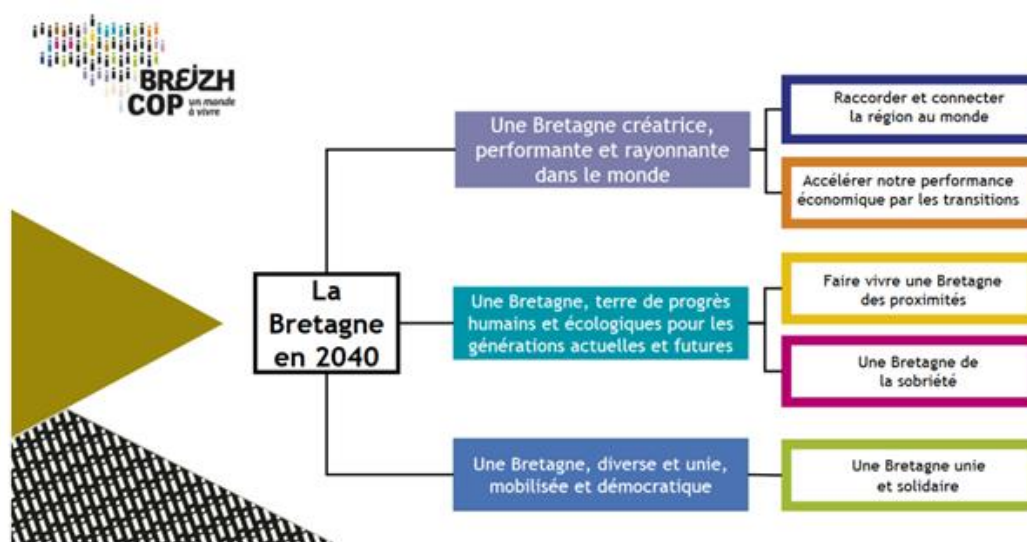 BREIZH
COP un monde
à vivre
La
Bretagne
en 2040
Une Bretagne créatrice,
performante et rayonnante
dans le monde
Raccorder et connecter
la région au monde
Accélérer notre performance
économique par les transitions
Une Bretagne, terre de progrès
humains et écologiques pour les
générations actuelles et futures
Faire vivre une Bretagne
des proximités
Une Bretagne de
la sobriété
Une Bretagne, diverse et unie,
mobilisée et démocratique
Une Bretagne unie
et solidaire